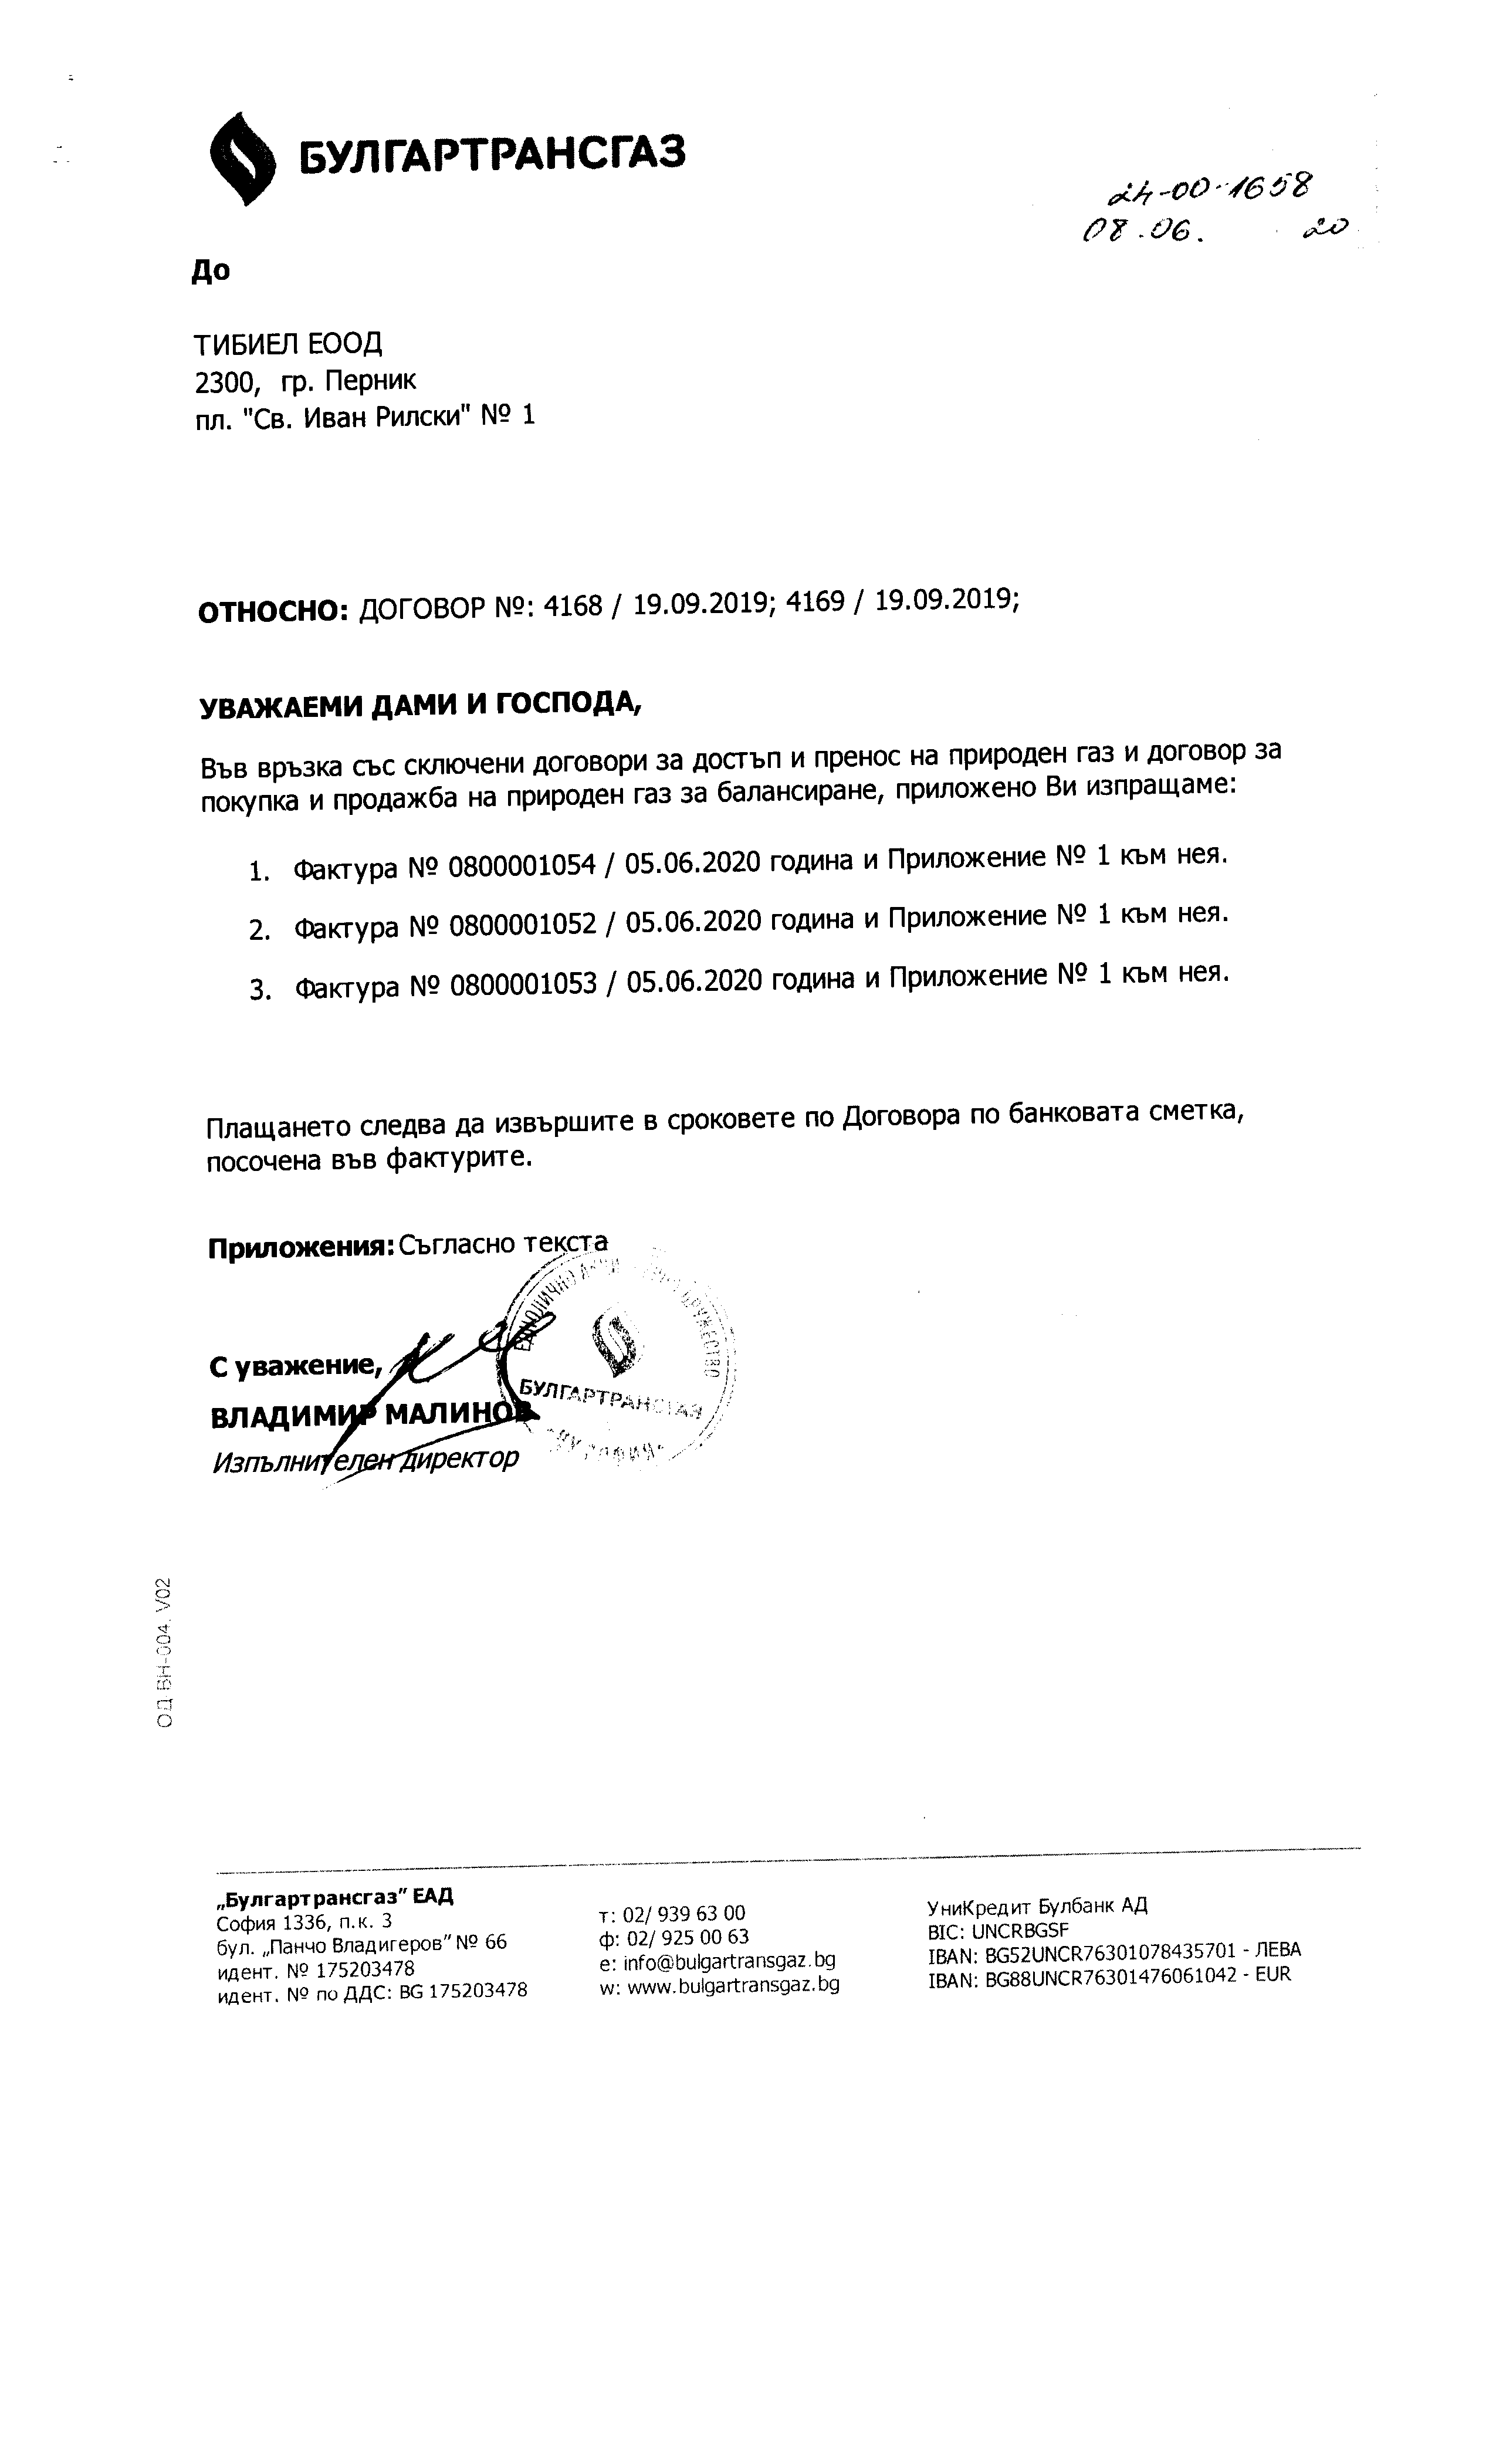 БУЛГАРТРАНСГАЗ
24-00-1658
08.06. 20
До
ТИБИЕЛ ЕООД
2300, гр. Перник
пл. "Св. Иван Рилски" № 1
ОТНОСНО: ДОГОВОР №: 4168 / 19.09.2019; 4169 / 19.09.2019;
УВАЖАЕМИ ДАМИ И ГОСПОДА,
Във връзка със сключени договори за достъп и пренос на природен газ и договор за
покупка и продажба на природен газ за балансиране, приложено Ви изпращаме:
1. Фактура № 0800001054 / 05.06.2020 година и Приложение № 1 към нея.
2. Фактура № 0800001052 / 05.06.2020 година и Приложение № 1 към нея.
3. Фактура № 0800001053 / 05.06.2020 година и Приложение № 1 към нея.
Плащането следва да извършите в сроковете по Договора по банковата сметка,
посочена във фактурите.
Приложения: Съгласно текста
С уважение,
ВЛАДИМИР МАЛИНОВ
Изпълнителен директор
БУЛГАРТРАНСГАЗ
ОД ВН-004, V02
„Булгартрансгаз” ЕАД
София 1336, п.к. 3
бул. „Панчо Владигеров” № 66
идент. № 175203478
идент. № по ДДС: BG 175203478
т: 02/ 939 63 00
ф: 02/ 925 00 63
e: info@bulgartransgaz.bg
w: www.bulgartransgaz.bg
УниКредит Булбанк АД
BIC: UNCRBGSF
IBAN: BG52UNCR76301078435701 - ЛЕВА
IBAN: BG88UNCR76301476061042 - EUR